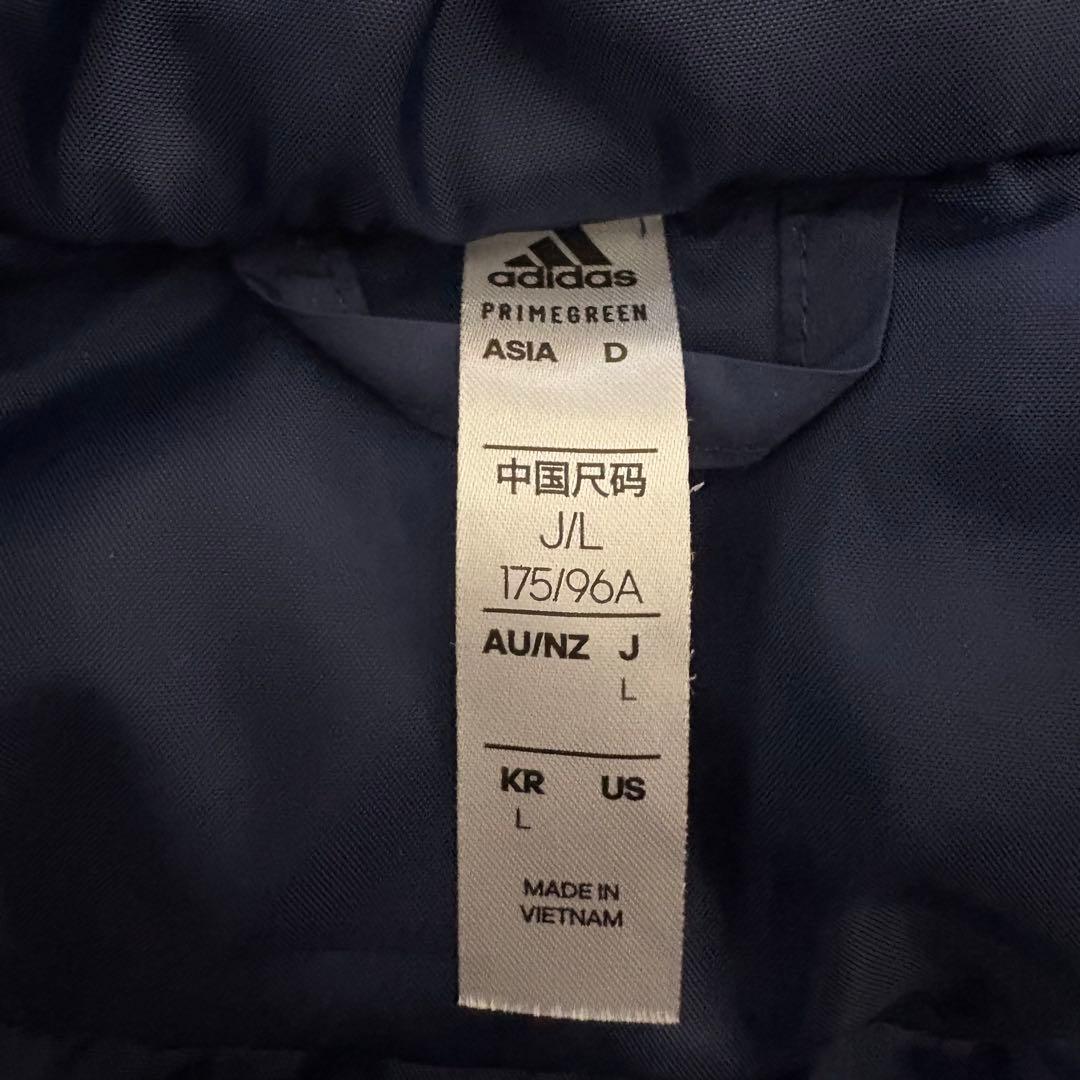 adidas
PRIMEGREEN
ASIA D
中国尺码
J/L
175/96A
AU/NZ J
L
KR US
L
MADE IN
VIETNAM